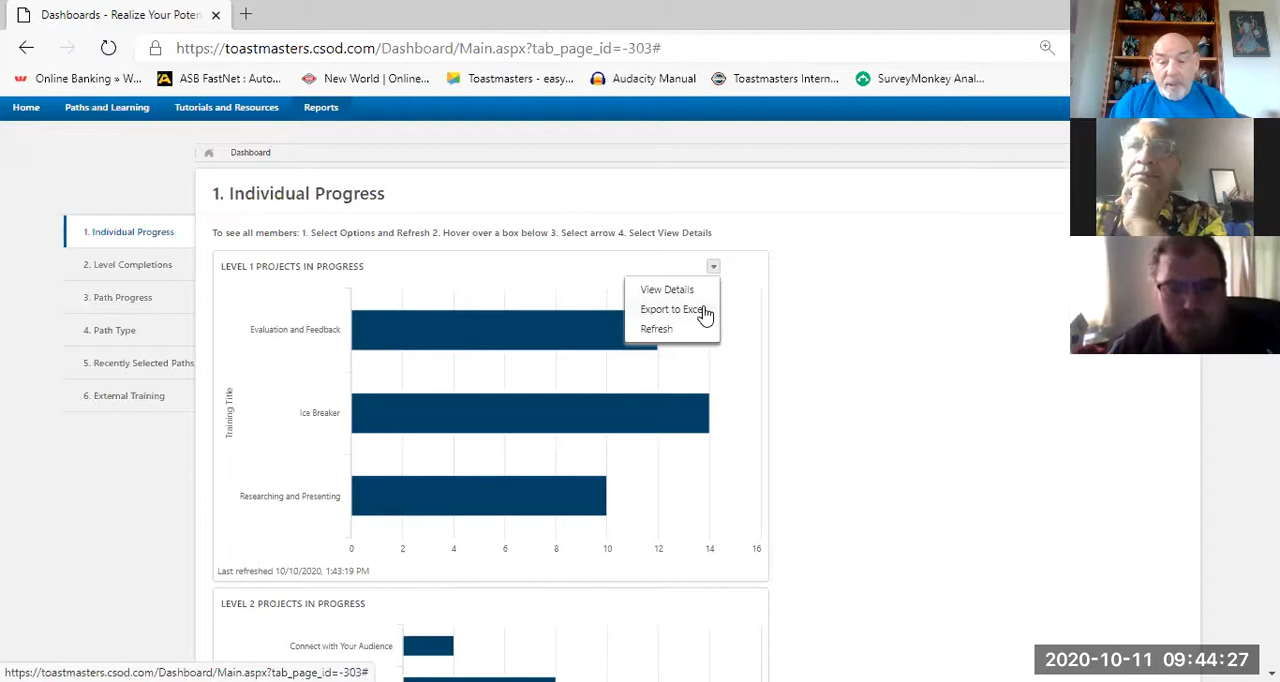 Dashboards - Realize Your Poten
https://toastmasters.csod.com/Dashboard/Main.aspx?tab_page_id=-303#
Online Banking » W...
ASB FastNet : Auto...
New World | Online...
Toastmasters - easy...
Audacity Manual
Toastmasters Intern...
SurveyMonkey Anal...
Home
Paths and Learning
Tutorials and Resources
Reports
Dashboard
1. Individual Progress
2. Level Completions
3. Path Progress
4. Path Type
5. Recently Selected Paths
6. External Training
1. Individual Progress
To see all members: 1. Select Options and Refresh 2. Hover over a box below 3. Select arrow 4. Select View Details
LEVEL 1 PROJECTS IN PROGRESS
View Details
Export to Excel
Refresh
Training Title
Evaluation and Feedback
Ice Breaker
Researching and Presenting
0 2 4 6 8 10 12 14 16
Last refreshed 10/10/2020, 1:43:19 PM
LEVEL 2 PROJECTS IN PROGRESS
Connect with Your Audience
https://toastmasters.csod.com/Dashboard/Main.aspx?tab_page_id=-303#
2020-10-11 09:44:27